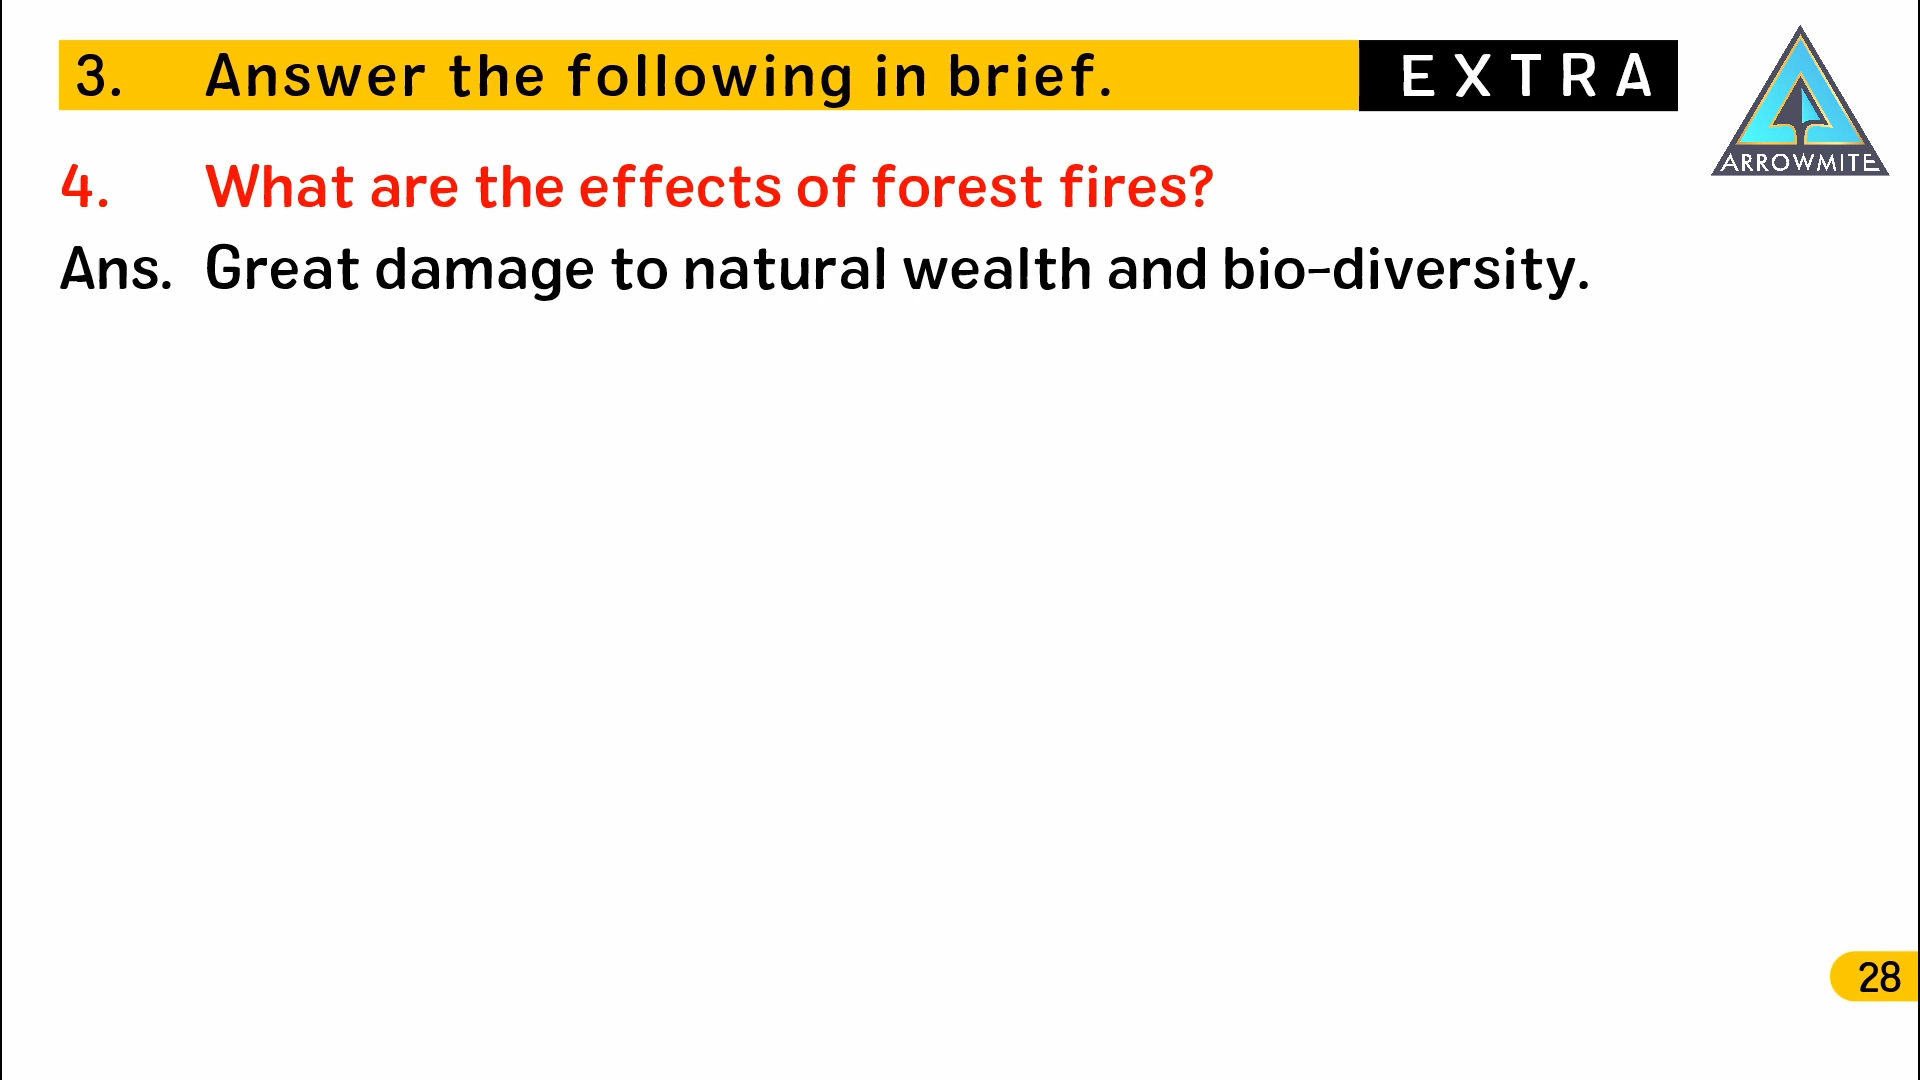 3. Answer the following in brief. EXTRA
ARROWMITE
4. What are the effects of forest fires?
Ans. Great damage to natural wealth and bio-diversity.
28